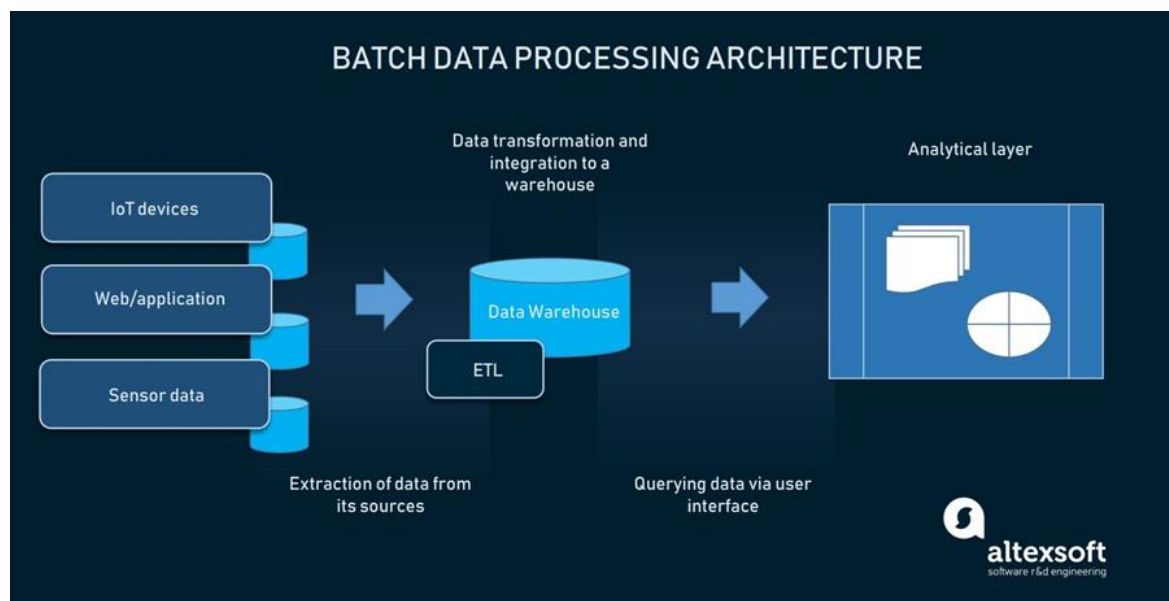 BATCH DATA PROCESSING ARCHITECTURE
Data transformation and
integration to a
warehouse
Analytical layer
IoT devices
Web/application
Data Warehouse
ETL
Sensor data
Extraction of data from
its sources
Querying data via user
interface
altexsoft
software r&d engineering